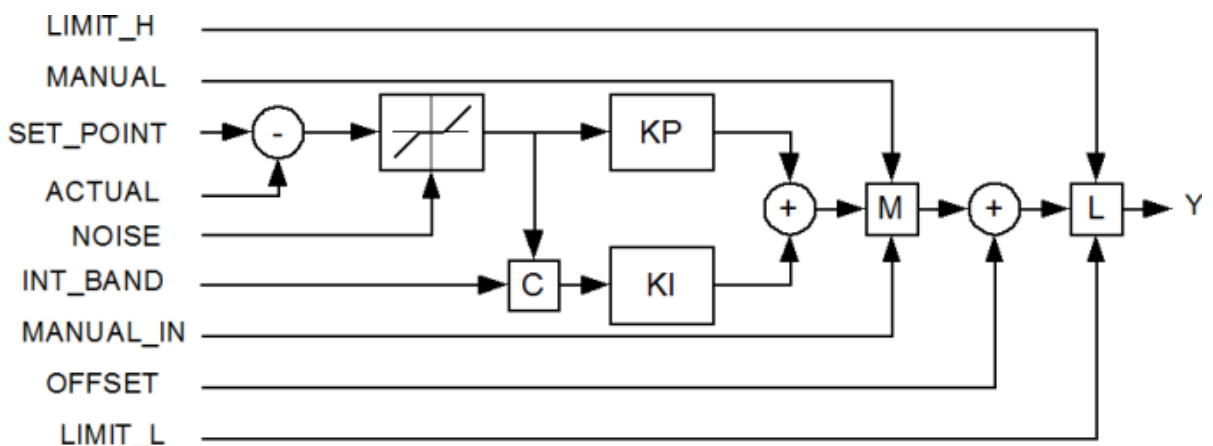 LIMIT_H
MANUAL
SET_POINT
-
KP
ACTUAL
NOISE
+
M
+
L
Y
INT_BAND
C
KI
MANUAL_IN
OFFSET
LIMIT_L